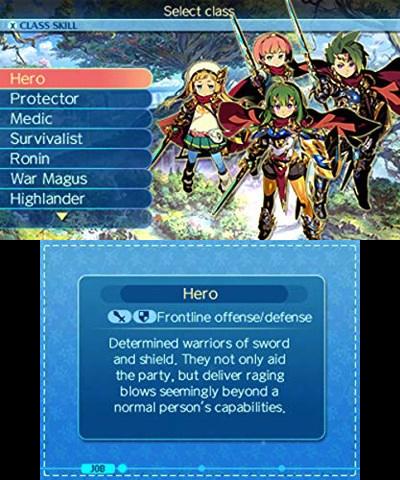 Select class
X CLASS SKILL
Hero
Protector
Medic
Survivalist
Ronin
War Magus
Highlander
Hero
Frontline offense/defense
Determined warriors of sword
and shield. They not only aid
the party, but deliver raging
blows seemingly beyond a
normal person's capabilities.
JOB